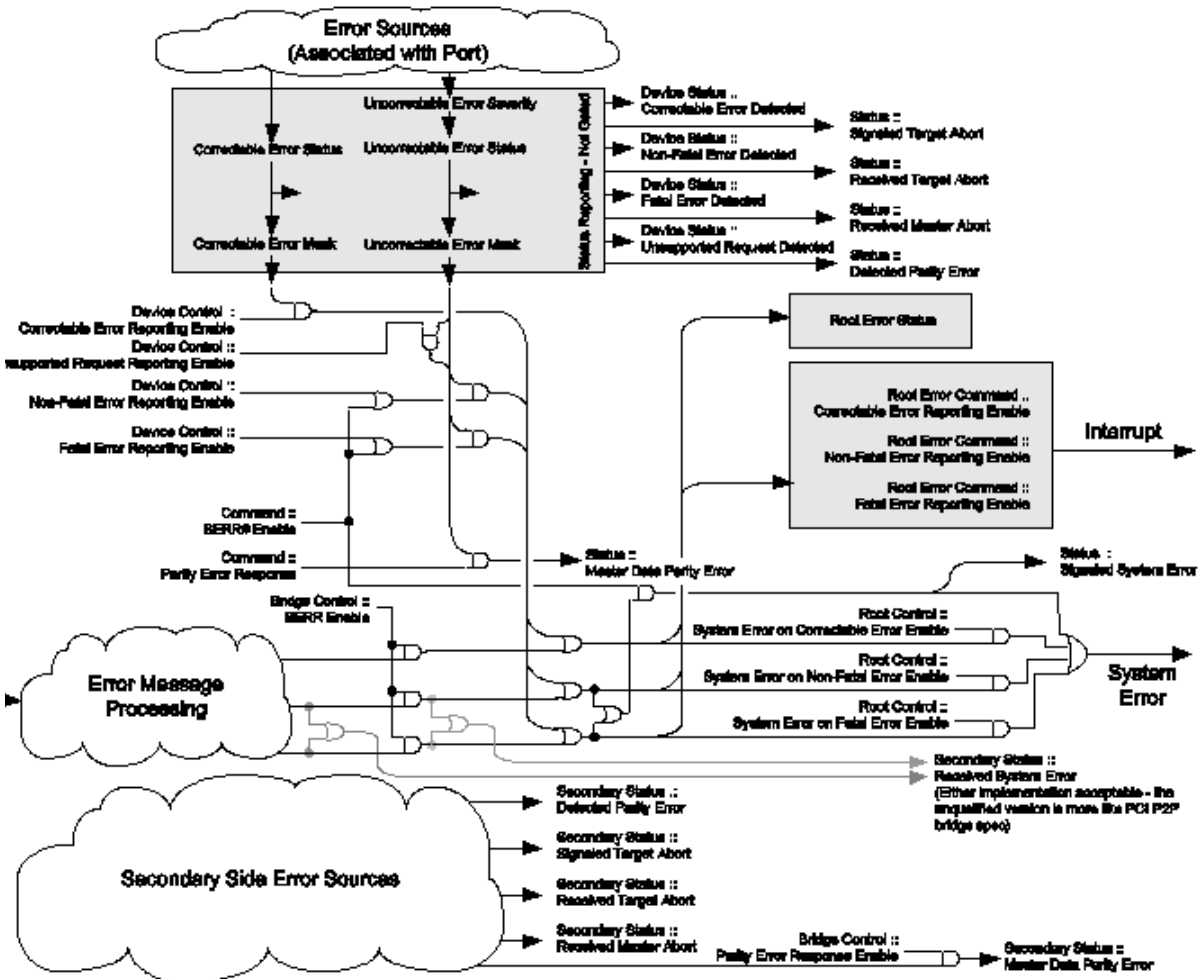 Error Sources
(Associated with Port)
Uncorrectable Error Severity
Correctable Error Status
Uncorrectable Error Status
Correctable Error Mask
Uncorrectable Error Mask
Status Reporting - Not Gated
Device Status ::
Correctable Error Detected
Status ::
Signaled Target Abort
Device Status ::
Non-Fatal Error Detected
Status ::
Received Target Abort
Device Status ::
Fatal Error Detected
Status ::
Received Master Abort
Device Status ::
Unsupported Request Detected
Status ::
Detected Parity Error
Device Control ::
Correctable Error Reporting Enable
Device Control ::
nsupported Request Reporting Enable
Device Control ::
Non-Fatal Error Reporting Enable
Device Control ::
Fatal Error Reporting Enable
Root Error Status
Root Error Command ::
Correctable Error Reporting Enable
Root Error Command ::
Non-Fatal Error Reporting Enable
Root Error Command ::
Fatal Error Reporting Enable
Interrupt
Command ::
SERR# Enable
Command ::
Parity Error Response
Status ::
Master Data Parity Error
Status ::
Signaled System Error
Bridge Control ::
SERR Enable
Root Control ::
System Error on Correctable Error Enable
Root Control ::
System Error on Non-Fatal Error Enable
Root Control ::
System Error on Fatal Error Enable
System
Error
Error Message
Processing
Secondary Status ::
Received System Error
(Either implementation acceptable - the
unqualified version is more like PCI P2P
bridge spec)
Secondary Side Error Sources
Secondary Status ::
Detected Parity Error
Secondary Status ::
Signaled Target Abort
Secondary Status ::
Received Target Abort
Secondary Status ::
Received Master Abort
Bridge Control ::
Parity Error Response Enable
Secondary Status ::
Master Data Parity Error